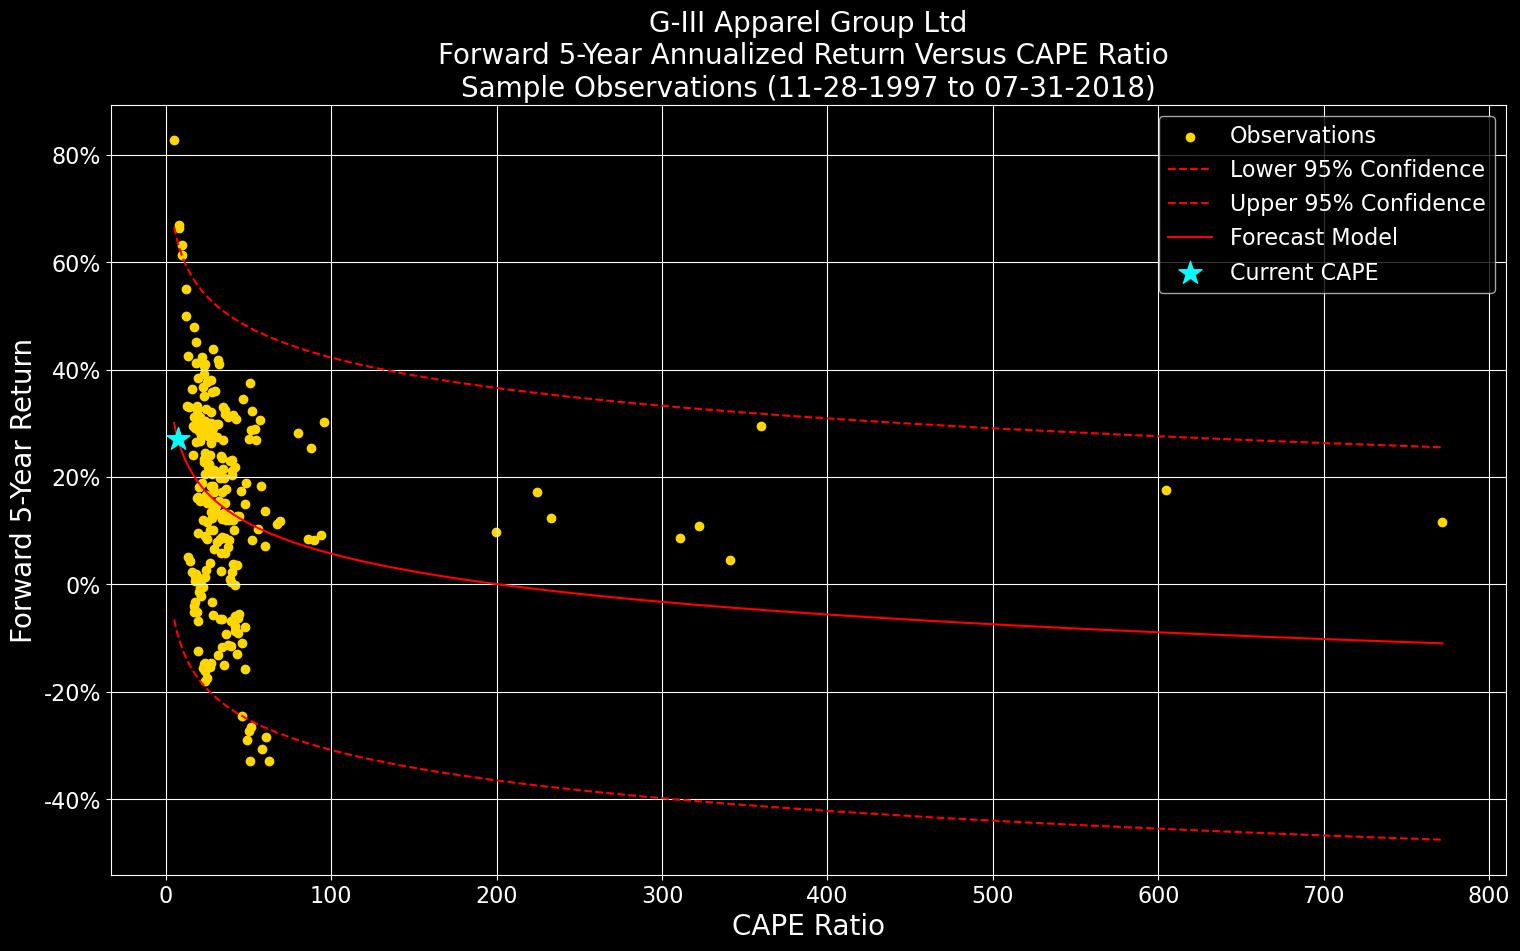 G-III Apparel Group Ltd
Forward 5-Year Annualized Return Versus CAPE Ratio
Sample Observations (11-28-1997 to 07-31-2018)
Observations
Lower 95% Confidence
Upper 95% Confidence
Forecast Model
Current CAPE
Forward 5-Year Return
80%
60%
40%
20%
0%
-20%
-40%
0 100 200 300 400 500 600 700 800
CAPE Ratio